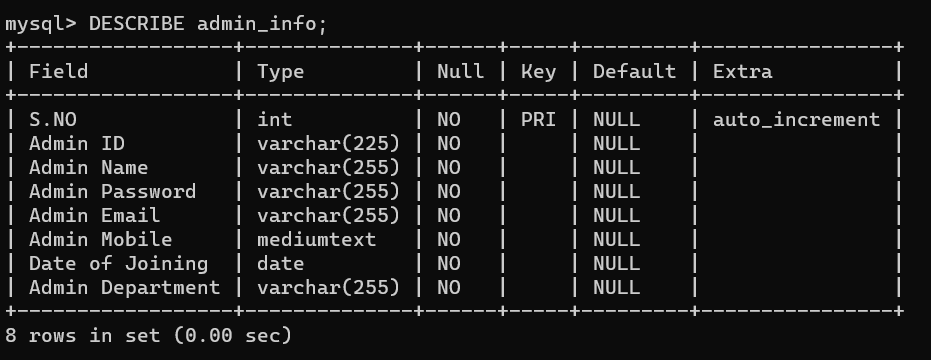 mysql> DESCRIBE admin_info;
+------------------+--------------+------+-----+---------+----------------+
| Field            | Type         | Null | Key | Default | Extra          |
+------------------+--------------+------+-----+---------+----------------+
| S.NO             | int          | NO   | PRI | NULL    | auto_increment |
| Admin ID         | varchar(225) | NO   |     | NULL    |                |
| Admin Name       | varchar(255) | NO   |     | NULL    |                |
| Admin Password   | varchar(255) | NO   |     | NULL    |                |
| Admin Email      | varchar(255) | NO   |     | NULL    |                |
| Admin Mobile     | mediumtext   | NO   |     | NULL    |                |
| Date of Joining  | date         | NO   |     | NULL    |                |
| Admin Department | varchar(255) | NO   |     | NULL    |                |
+------------------+--------------+------+-----+---------+----------------+
8 rows in set (0.00 sec)